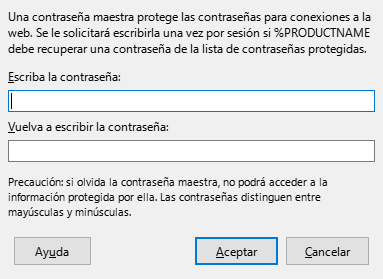 Una contraseña maestra protege las contraseñas para conexiones a la
web. Se le solicitará escribirla una vez por sesión si %PRODUCTNAME
debe recuperar una contraseña de la lista de contraseñas protegidas.
Escriba la contraseña:
Vuelva a escribir la contraseña:
Precaución: si olvida la contraseña maestra, no podrá acceder a la
información protegida por ella. Las contraseñas distinguen entre
mayúsculas y minúsculas.
Ayuda Aceptar Cancelar